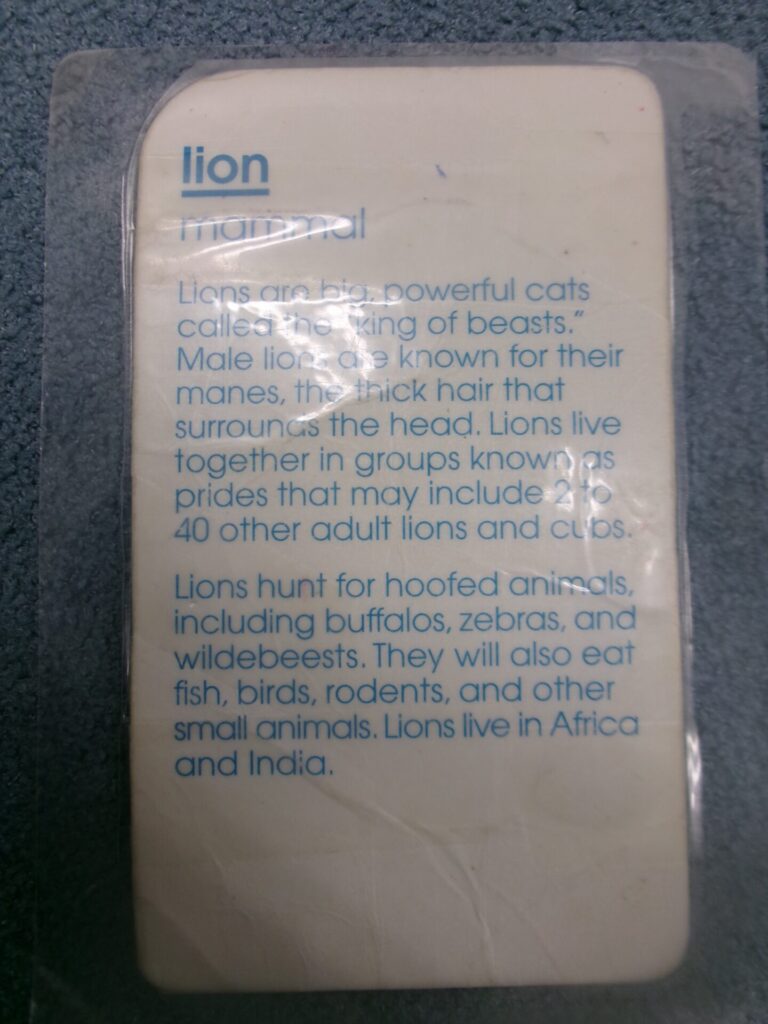 lion
mammal
Lions are big, powerful cats
called the "king of beasts."
Male lions are known for their
manes, the thick hair that
surrounds the head. Lions live
together in groups known as
prides that may include 2 to
40 other adult lions and cubs.
Lions hunt for hoofed animals,
including buffalos, zebras, and
wildebeests. They will also eat
fish, birds, rodents, and other
small animals. Lions live in Africa
and India.